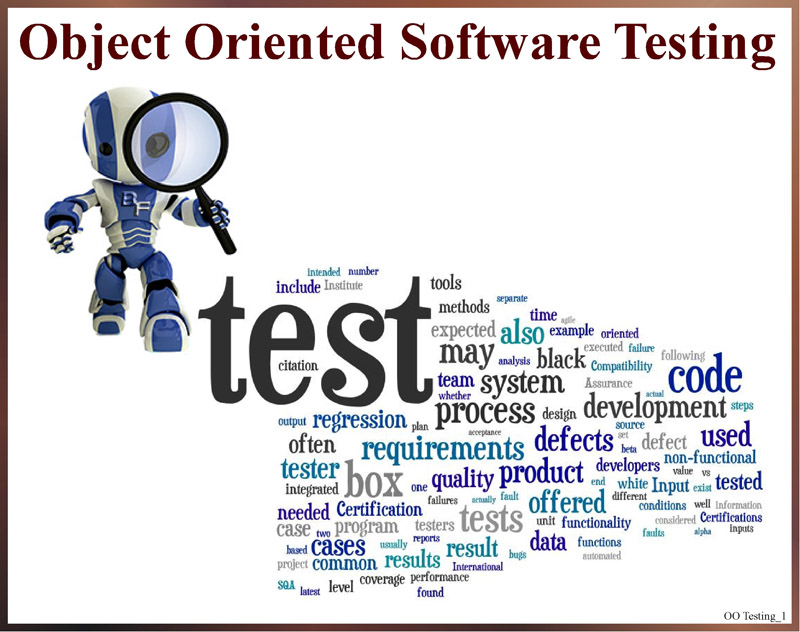 Object Oriented Software Testing
BF
intended number
include Institute
tools
test
methods separate
time agile
expected also example oriented
may analysis black executed failure
citation
Compatibility following
team system Assurance code
whether actual
process design development steps
output regression plan source
acceptance set
often requirements defects beta defect used
tester non-functional
integrated box one quality product developers value vs
end white Input exist tested
failures actually fault different
needed Certification offered conditions well Information
case two program testers tests unit functionality considered Certifications
faults alpha inputs
based cases usually reports result data functions
bugs automated
project common results International
SQA latest level coverage performance
found
OO Testing_1